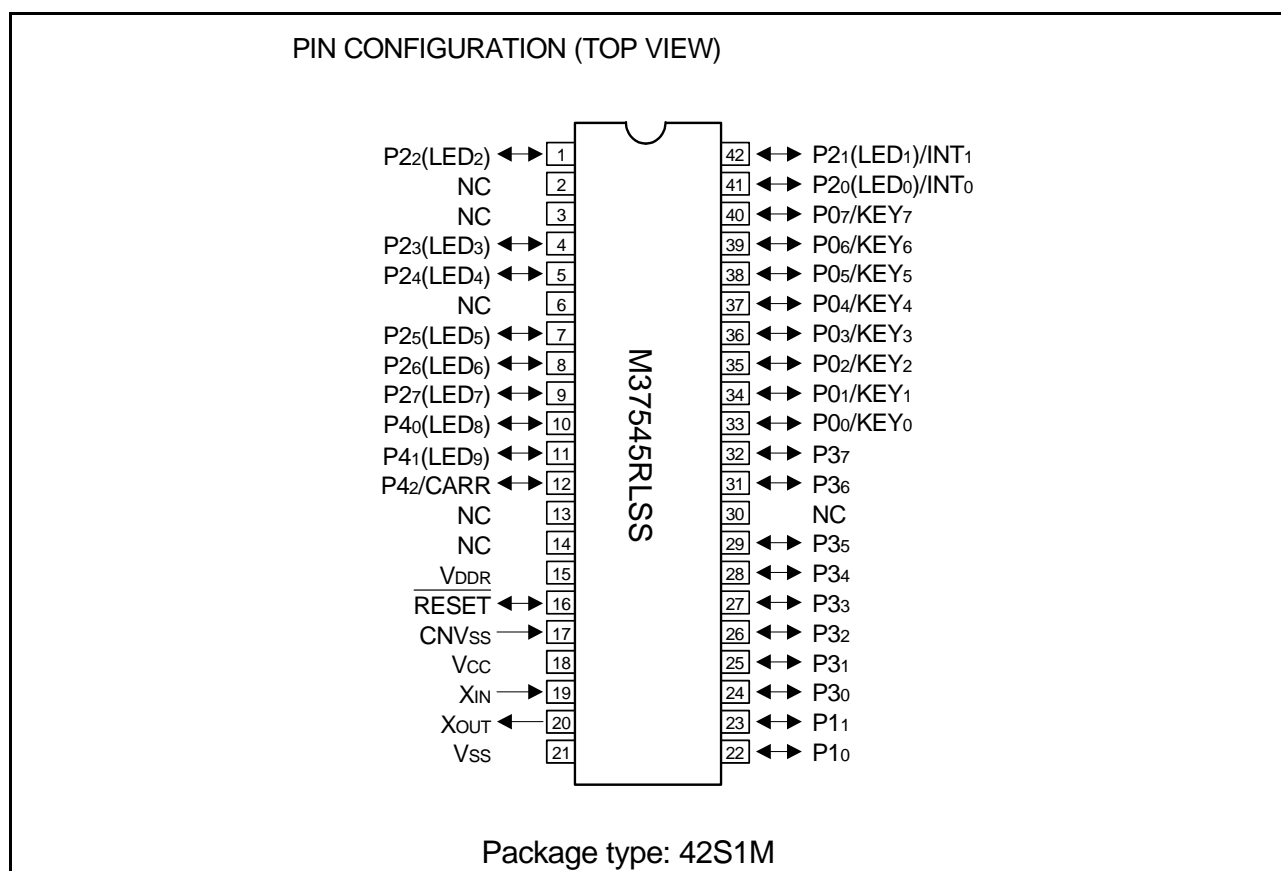 PIN CONFIGURATION (TOP VIEW)
P22(LED2) 1 42 P21(LED1)/INT1
NC 2 41 P20(LED0)/INT0
NC 3 40 P07/KEY7
P23(LED3) 4 39 P06/KEY6
P24(LED4) 5 38 P05/KEY5
NC 6 37 P04/KEY4
P25(LED5) 7 36 P03/KEY3
P26(LED6) 8 35 P02/KEY2
P27(LED7) 9 34 P01/KEY1
P40(LED8) 10 33 P00/KEY0
P41(LED9) 11 32 P37
P42/CARR 12 31 P36
NC 13 30 NC
NC 14 29 P35
VDDR 15 28 P34
RESET 16 27 P33
CNVSS 17 26 P32
VCC 18 25 P31
XIN 19 24 P30
XOUT 20 23 P11
VSS 21 22 P10
M37545RLSS
Package type: 42S1M